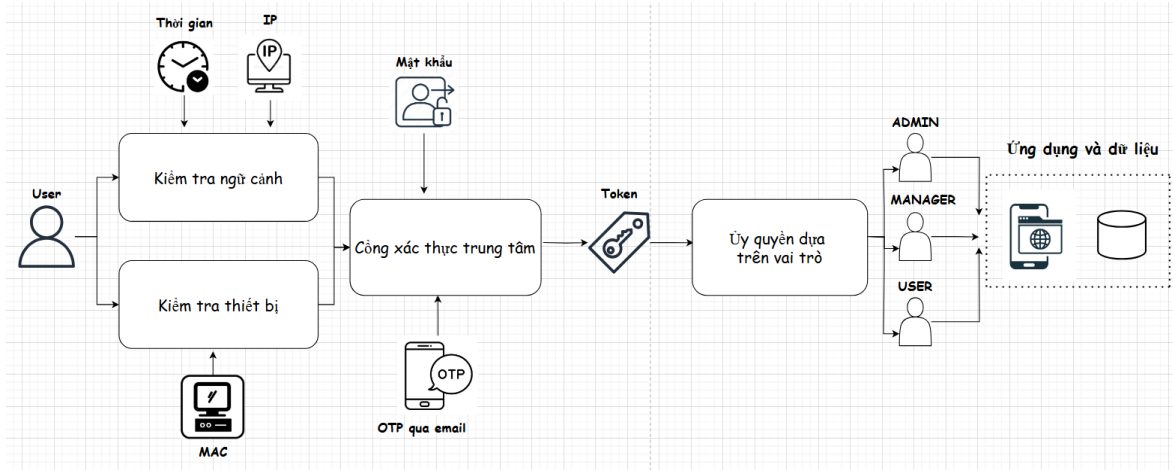 Thời gian
IP
IP
Mật khẩu
Kiểm tra ngữ cảnh
User
Kiểm tra thiết bị
MAC
Cổng xác thực trung tâm
OTP
OTP qua email
Token
Ủy quyền dựa
trên vai trò
ADMIN
MANAGER
USER
Ứng dụng và dữ liệu